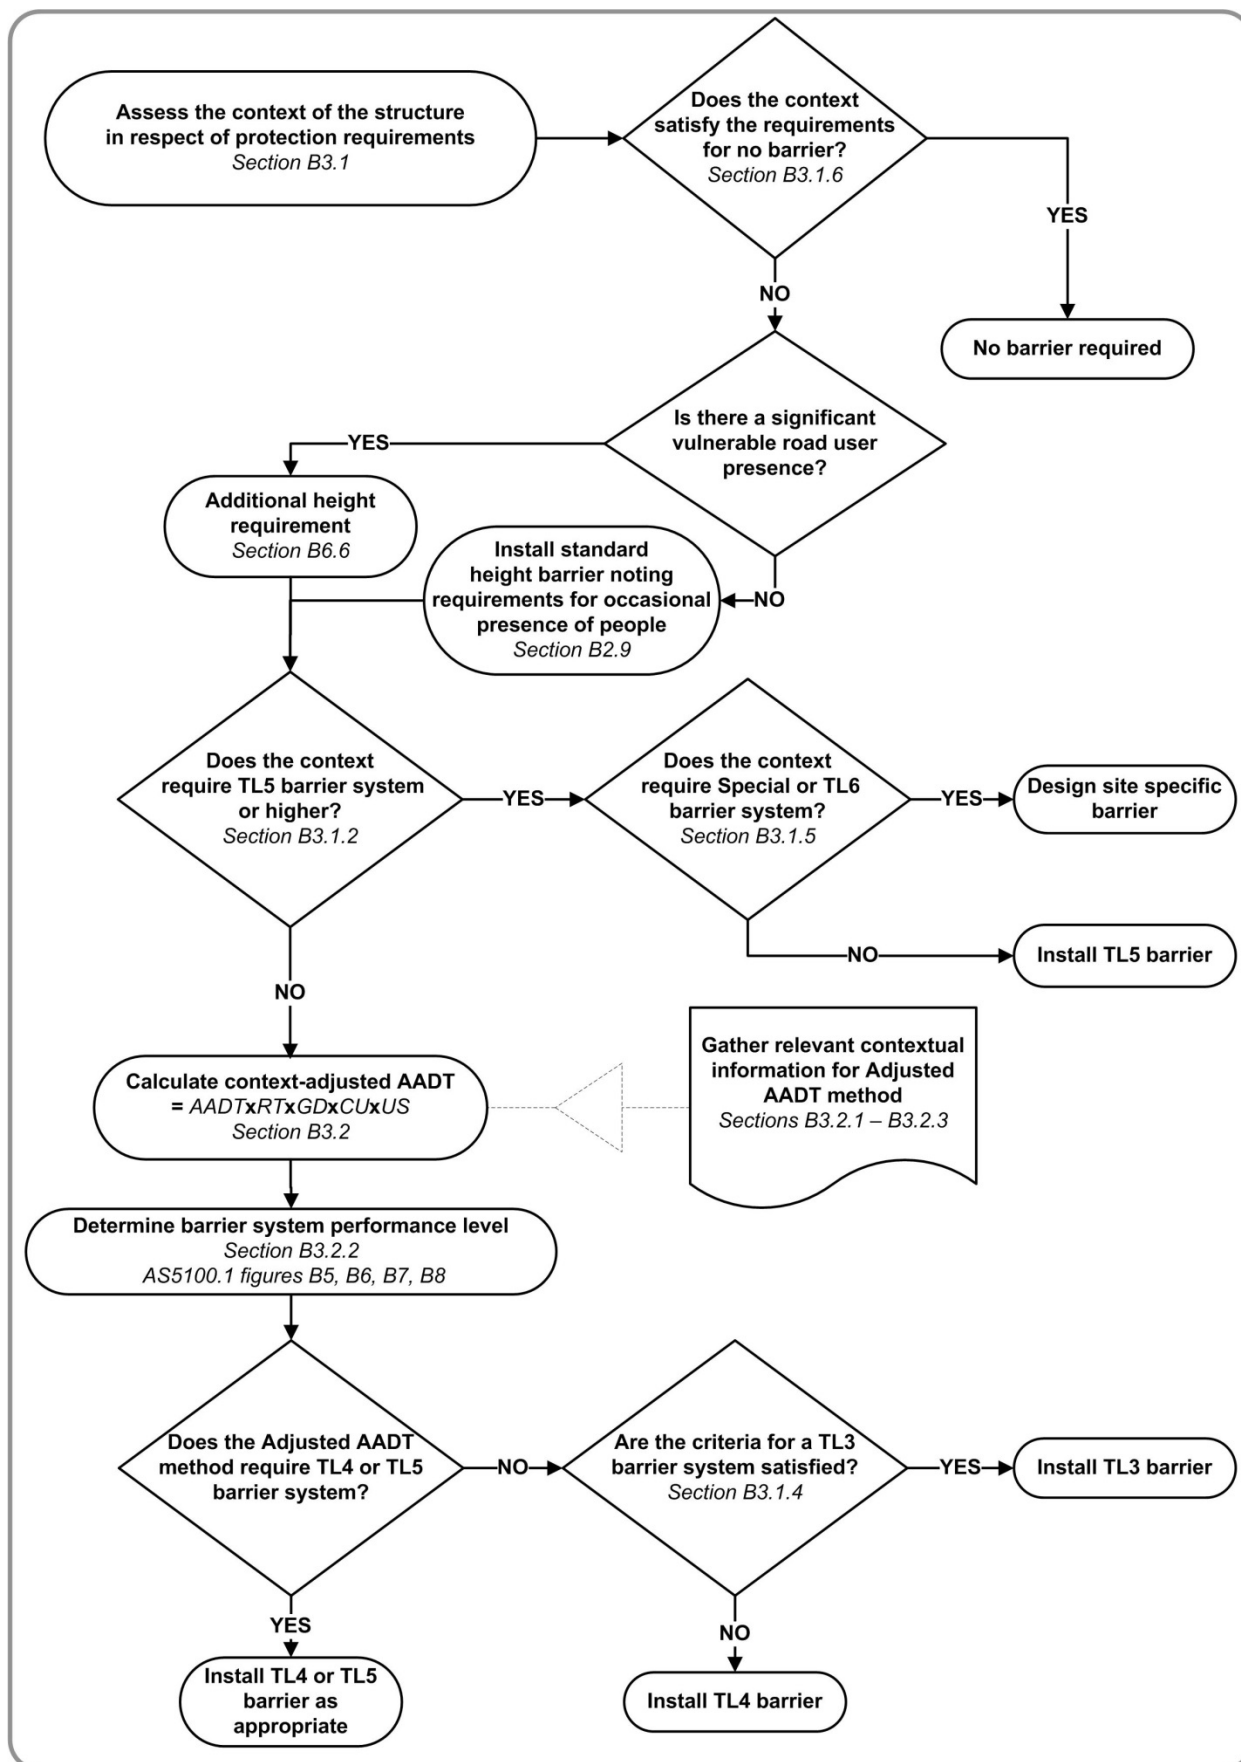 Assess the context of the structure
in respect of protection requirements
Section B3.1
Does the context
satisfy the requirements
for no barrier?
Section B3.1.6
YES
NO
No barrier required
Is there a significant
vulnerable road user
presence?
YES
Additional height
requirement
Section B6.6
NO
Install standard
height barrier noting
requirements for occasional
presence of people
Section B2.9
Does the context
require TL5 barrier system
or higher?
Section B3.1.2
YES
Does the context
require Special or TL6
barrier system?
Section B3.1.5
YES
Design site specific
barrier
NO
Install TL5 barrier
NO
Calculate context-adjusted AADT
= AADTxRTxGDxCUxUS
Section B3.2
Gather relevant contextual
information for Adjusted
AADT method
Sections B3.2.1 – B3.2.3
Determine barrier system performance level
Section B3.2.2
AS5100.1 figures B5, B6, B7, B8
Does the Adjusted AADT
method require TL4 or TL5
barrier system?
NO
Are the criteria for a TL3
barrier system satisfied?
Section B3.1.4
YES
Install TL3 barrier
YES
Install TL4 or TL5
barrier as
appropriate
NO
Install TL4 barrier